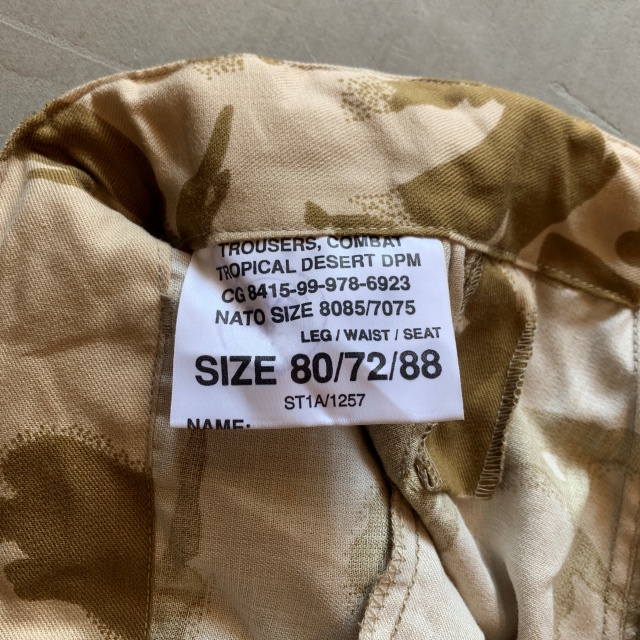 TROUSERS, COMBAT
TROPICAL DESERT DPM
CG 8415-99-978-6923
NATO SIZE 8085/7075
LEG / WAIST / SEAT
SIZE 80/72/88
ST1A/1257
NAME: